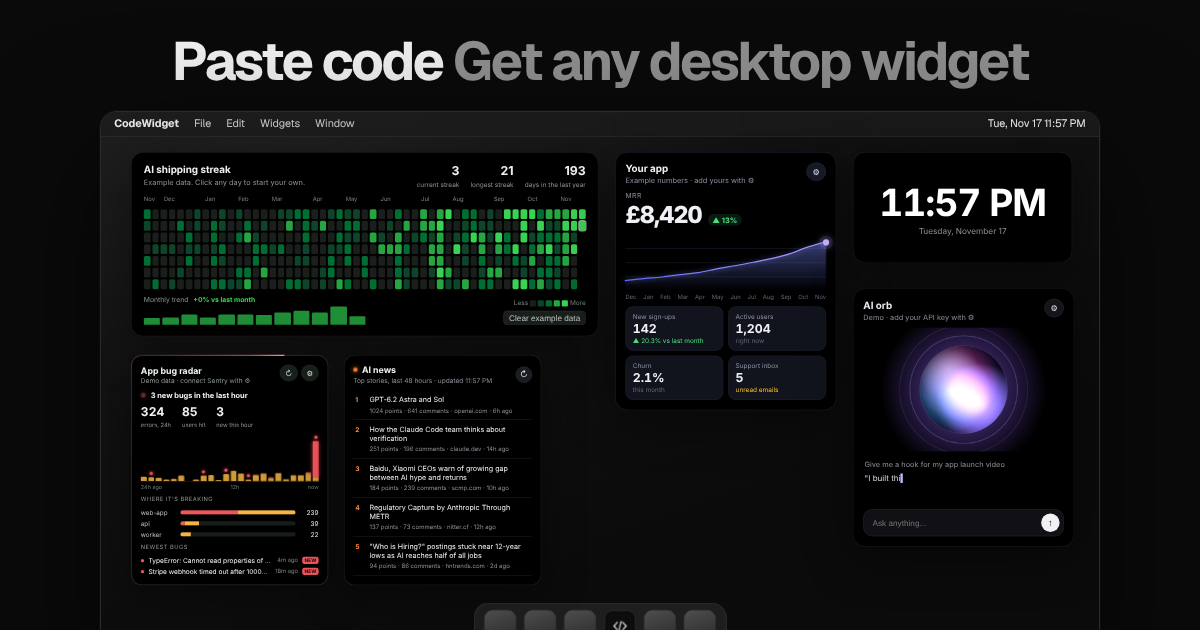 Paste code Get any desktop widget
CodeWidget File Edit Widgets Window
Tue, Nov 17 11:57 PM
AI shipping streak
Example data. Click any day to start your own.
3 21 193
current streak longest streak days in the last year
Nov Dec Jan Feb Mar Apr May Jun Jul Aug Sep Oct Nov
Monthly trend +0% vs last month
Less More
Clear example data
Your app
Example numbers · add yours with ⚙
MRR
£8,420 ▲ 13%
Dec Jan Feb Mar Apr May Jun Jul Aug Sep Oct Nov
New sign-ups
142
▲ 20.3% vs last month
Active users
1,204
right now
Churn
2.1%
this month
Support inbox
5
unread emails
11:57 PM
Tuesday, November 17
AI orb
Demo · add your API key with ⚙
Give me a hook for my app launch video
"I built thi
Ask anything... ↑
App bug radar
Demo data · connect Sentry with ⚙
3 new bugs in the last hour
324 85 3
errors, 24h users hit new this hour
24h ago 12h now
WHERE IT'S BREAKING
web-app 239
api 39
worker 22
NEWEST BUGS
TypeError: Cannot read properties of ... 4m ago NEW
Stripe webhook timed out after 1000... 18m ago NEW
AI news
Top stories, last 48 hours · updated 11:57 PM
1 GPT-6.2 Astra and Sol
1024 points · 641 comments · openai.com · 6h ago
2 How the Claude Code team thinks about
verification
251 points · 196 comments · claude.dev · 14h ago
3 Baidu, Xiaomi CEOs warn of growing gap
between AI hype and returns
184 points · 239 comments · scmp.com · 10h ago
4 Regulatory Capture by Anthropic Through
METR
137 points · 73 comments · nitter.cf · 12h ago
5 "Who is Hiring?" postings stuck near 12-year
lows as AI reaches half of all jobs
94 points · 86 comments · hntrends.com · 2d ago